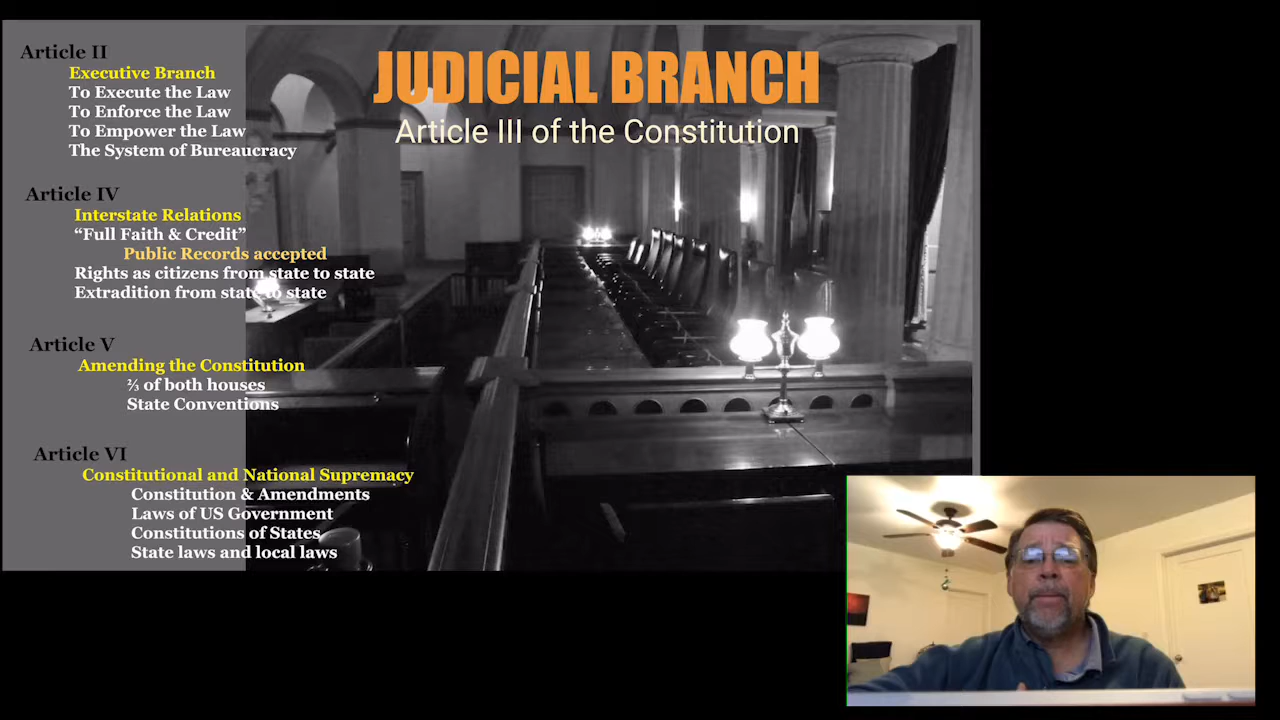 Article II
Executive Branch
To Execute the Law
To Enforce the Law
To Empower the Law
The System of Bureaucracy
Article IV
Interstate Relations
“Full Faith & Credit”
Public Records accepted
Rights as citizens from state to state
Extradition from state to state
Article V
Amending the Constitution
⅔ of both houses
State Conventions
Article VI
Constitutional and National Supremacy
Constitution & Amendments
Laws of US Government
Constitutions of States
State laws and local laws
JUDICIAL BRANCH
Article III of the Constitution